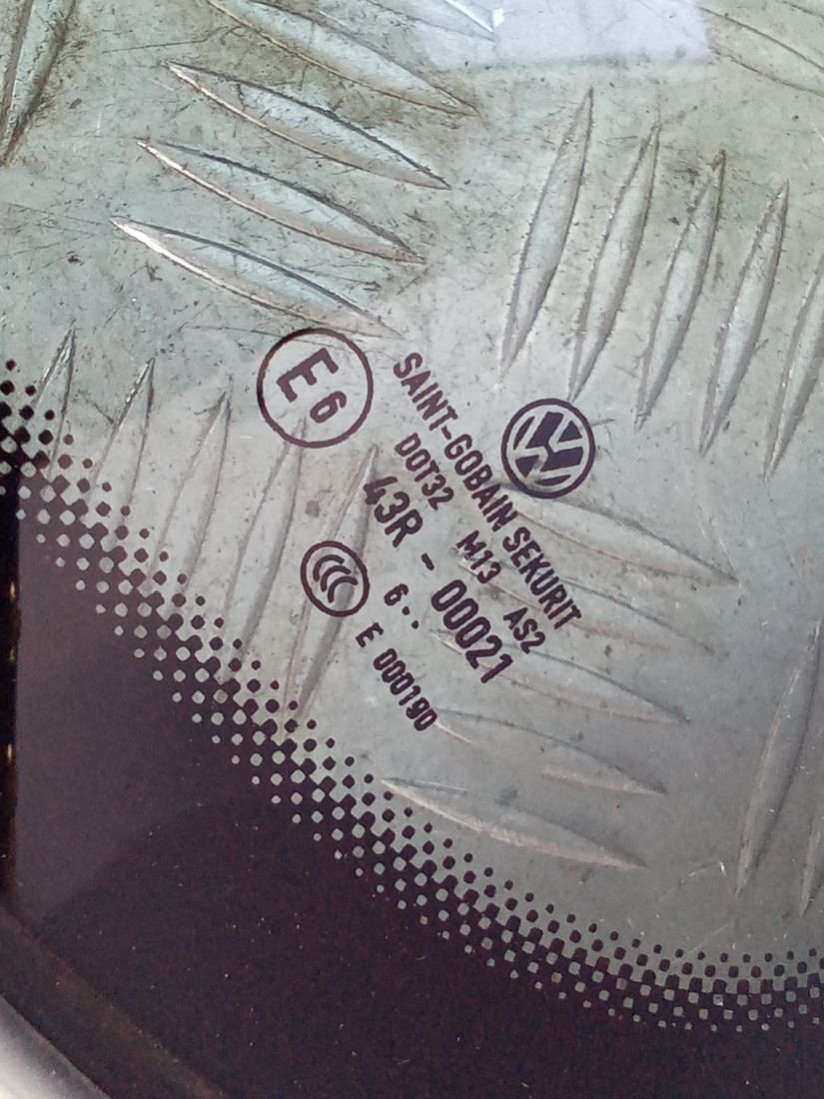 E6
SAINT-GOBAIN SEKURIT
DOT32 M13 AS2
43R - 00021
6..
E 000190